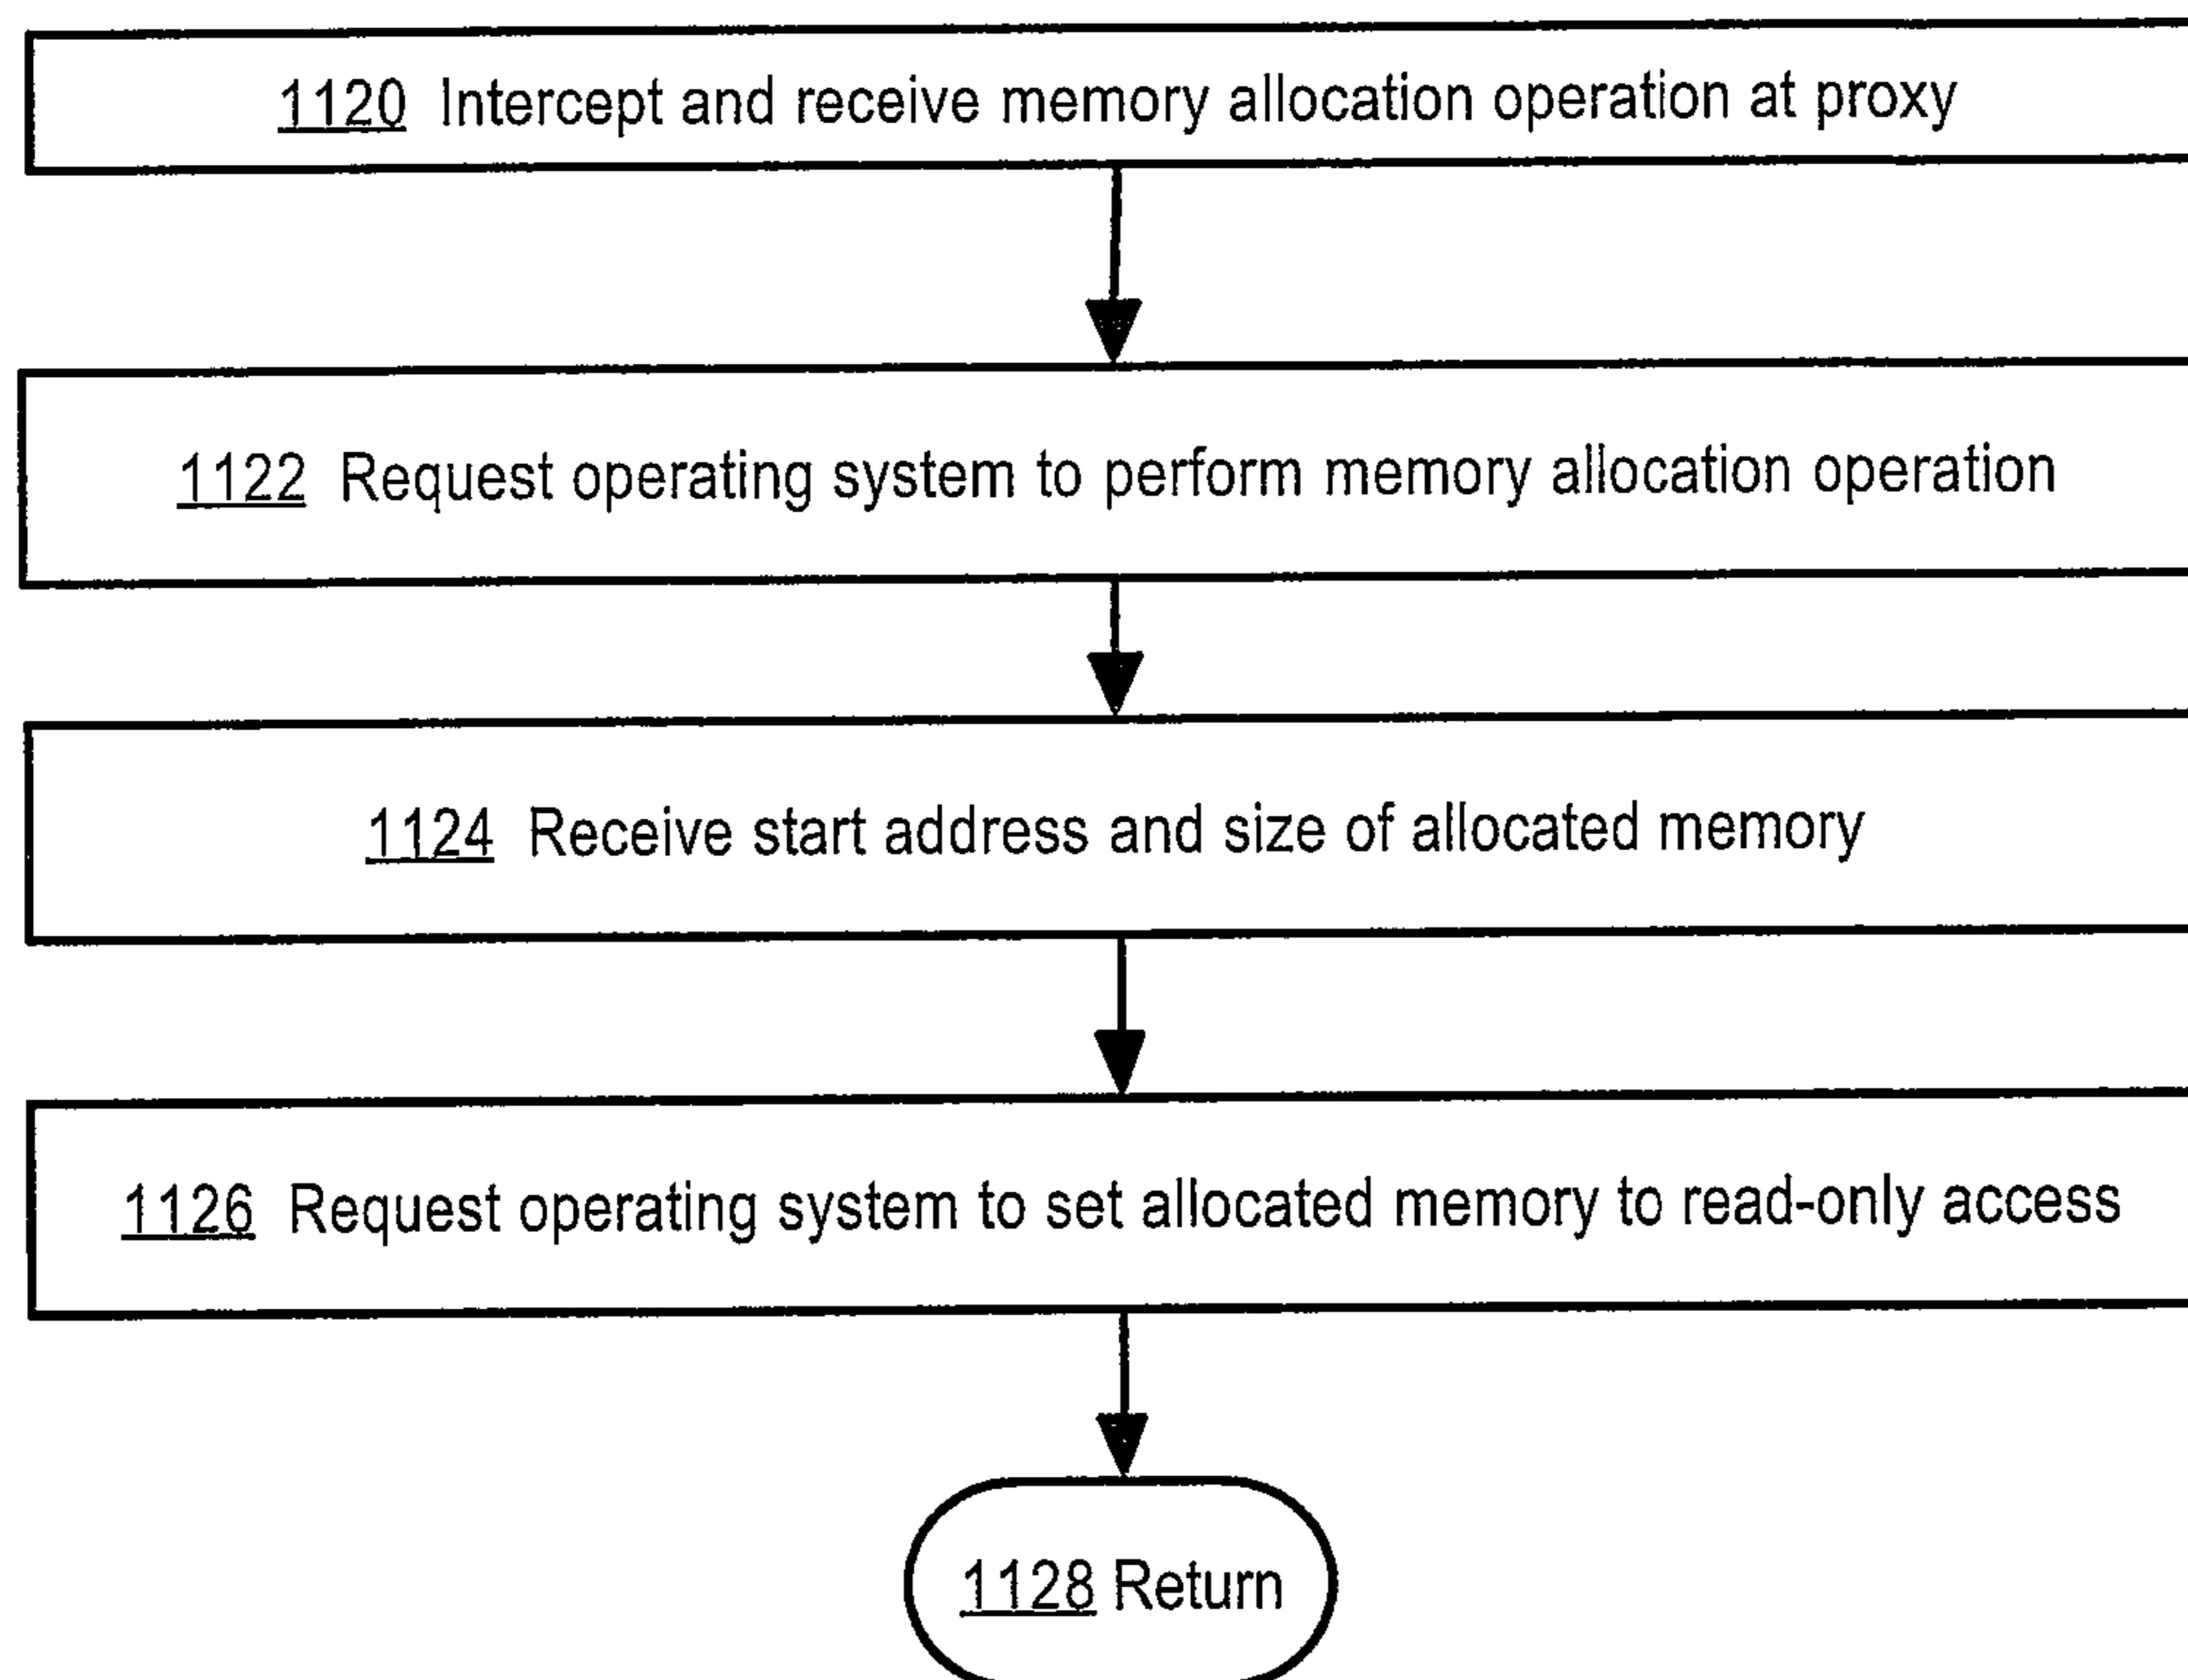 1120 Intercept and receive memory allocation operation at proxy
1122 Request operating system to perform memory allocation operation
1124 Receive start address and size of allocated memory
1126 Request operating system to set allocated memory to read-only access
1128 Return